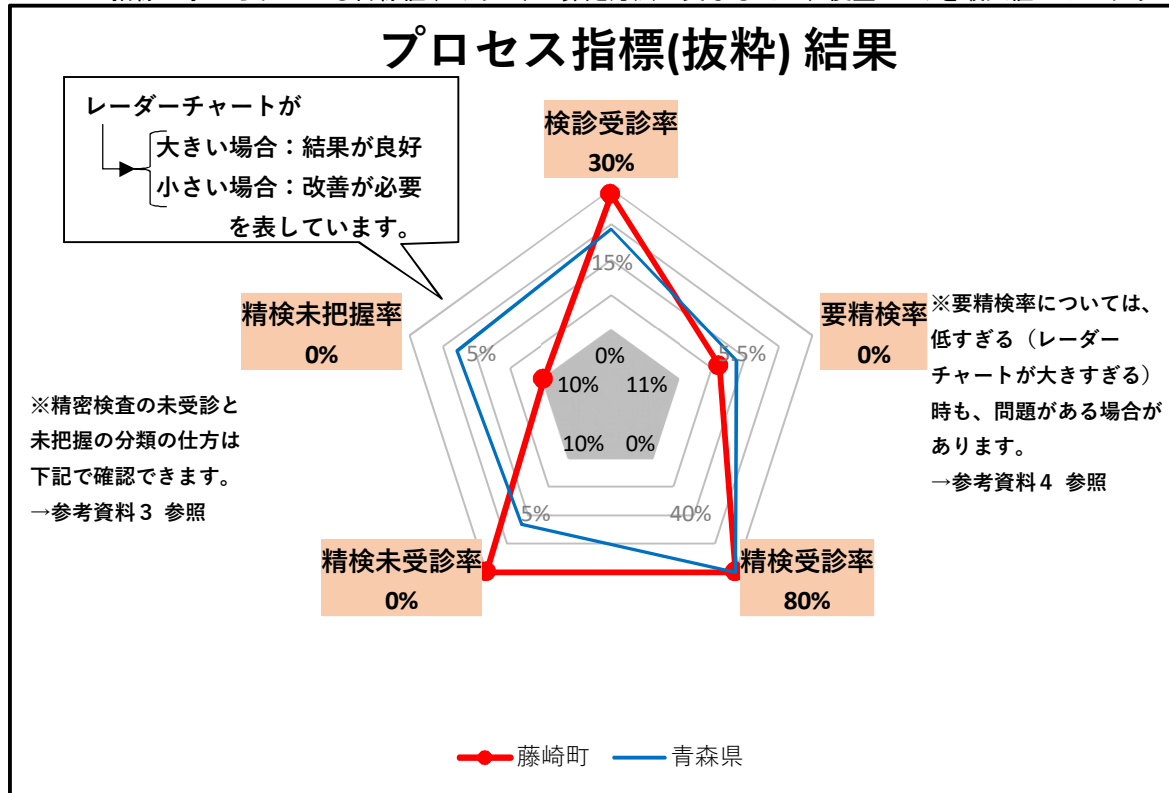 プロセス指標(抜粋) 結果
レーダーチャートが
大きい場合：結果が良好
小さい場合：改善が必要
を表しています。
検診受診率
30%
15%
0%
精検未把握率
0%
5%
10%
要精検率
0%
5.5%
11%
※要精検率については、
低すぎる（レーダー
チャートが大きすぎる）
時も、問題がある場合が
あります。
→参考資料４ 参照
※精密検査の未受診と
未把握の分類の仕方は
下記で確認できます。
→参考資料３ 参照
10%
0%
5%
40%
精検未受診率
0%
精検受診率
80%
藤崎町
青森県